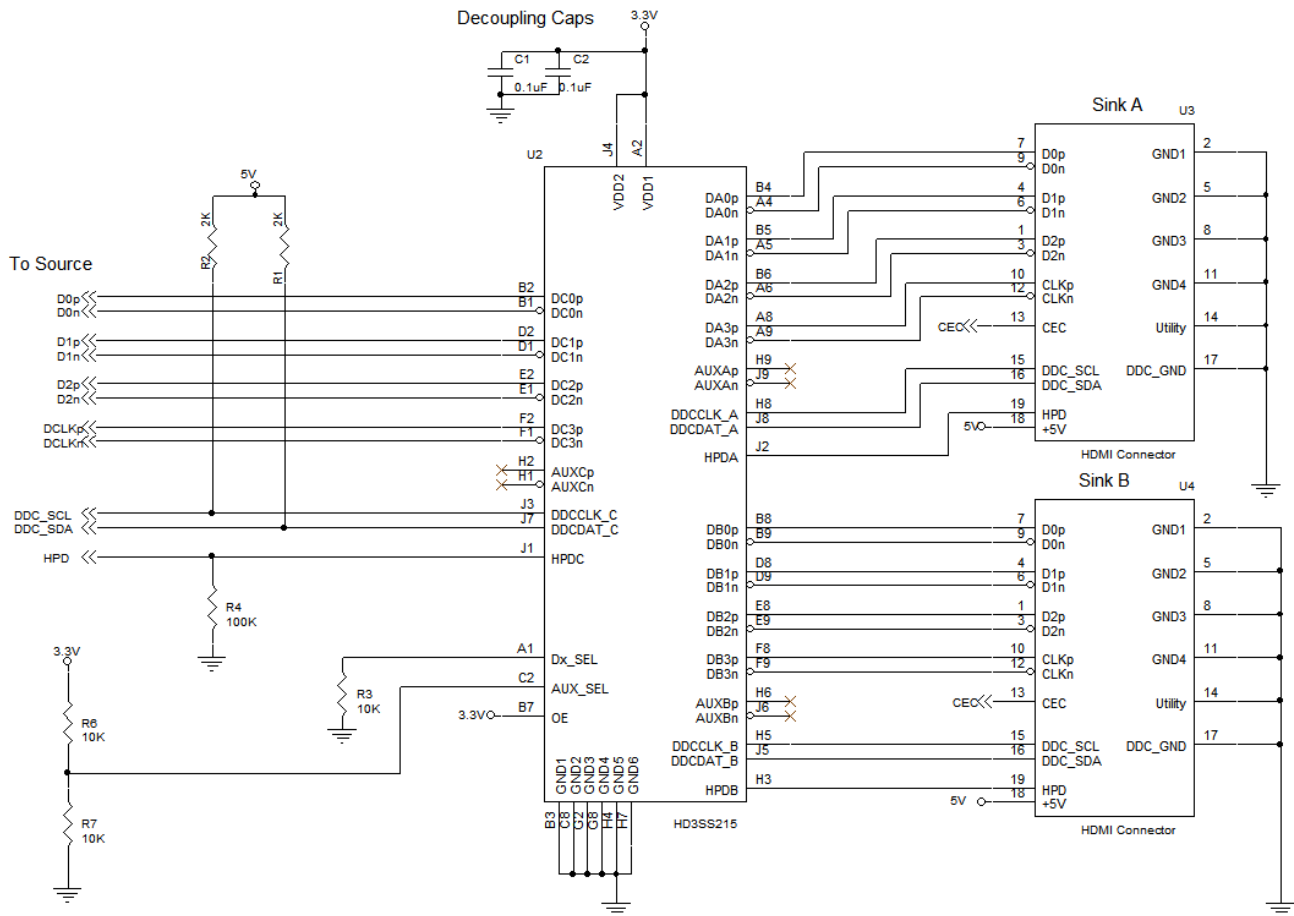 Decoupling Caps
3.3V
C1
C2
0.1uF
0.1uF
Sink A
U3
U2
J4
A2
VDD2
VDD1
5V
2K
2K
R2
R1
To Source
D0p
D0n
D1p
D1n
D2p
D2n
DCLKp
DCLKn
DDC_SCL
DDC_SDA
HPD
B2
B1
D2
D1
E2
E1
F2
F1
H2
H1
J3
J7
J1
A1
C2
B7
DC0p
DC0n
DC1p
DC1n
DC2p
DC2n
DC3p
DC3n
AUXCp
AUXCn
DDCCLK_C
DDCDAT_C
HPDC
Dx_SEL
AUX_SEL
OE
R4
100K
R3
10K
3.3V
3.3V
R6
10K
R7
10K
GND1
GND2
GND3
GND4
GND5
GND6
B3
C8
G2
G8
H4
H7
HD3SS215
DA0p
DA0n
DA1p
DA1n
DA2p
DA2n
DA3p
DA3n
AUXAp
AUXAn
DDCCLK_A
DDCDAT_A
HPDA
DB0p
DB0n
DB1p
DB1n
DB2p
DB2n
DB3p
DB3n
AUXBp
AUXBn
DDCCLK_B
DDCDAT_B
HPDB
B4
A4
B5
A5
B6
A6
A8
A9
H9
J9
H8
J8
J2
B8
B9
D8
D9
E8
E9
F8
F9
H6
J6
H5
J5
H3
7
9
4
6
1
3
10
12
13
15
16
19
18
CEC
5V
D0p
D0n
D1p
D1n
D2p
D2n
CLKp
CLKn
CEC
DDC_SCL
DDC_SDA
HPD
+5V
GND1
GND2
GND3
GND4
Utility
DDC_GND
2
5
8
11
14
17
HDMI Connector
Sink B
U4
7
9
4
6
1
3
10
12
13
15
16
19
18
CEC
5V
D0p
D0n
D1p
D1n
D2p
D2n
CLKp
CLKn
CEC
DDC_SCL
DDC_SDA
HPD
+5V
GND1
GND2
GND3
GND4
Utility
DDC_GND
2
5
8
11
14
17
HDMI Connector